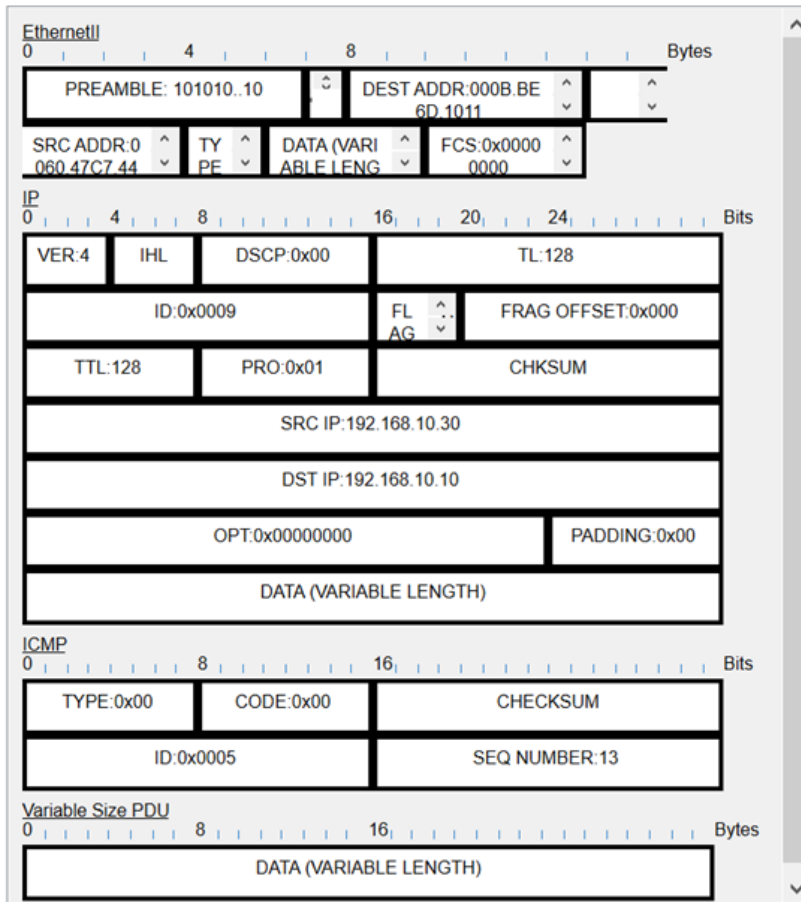 EthernetII
0 4 8 Bytes
PREAMBLE: 101010..10 DEST ADDR:000B.BE
6D.1011
SRC ADDR:0 TY DATA (VARI FCS:0x0000
060.47C7.44 PE ABLE LENG 0000
IP
0 4 8 16 20 24 Bits
VER:4 IHL DSCP:0x00 TL:128
ID:0x0009 FL .. FRAG OFFSET:0x000
AG
TTL:128 PRO:0x01 CHKSUM
SRC IP:192.168.10.30
DST IP:192.168.10.10
OPT:0x00000000 PADDING:0x00
DATA (VARIABLE LENGTH)
ICMP
0 8 16 Bits
TYPE:0x00 CODE:0x00 CHECKSUM
ID:0x0005 SEQ NUMBER:13
Variable Size PDU
0 8 16 Bytes
DATA (VARIABLE LENGTH)